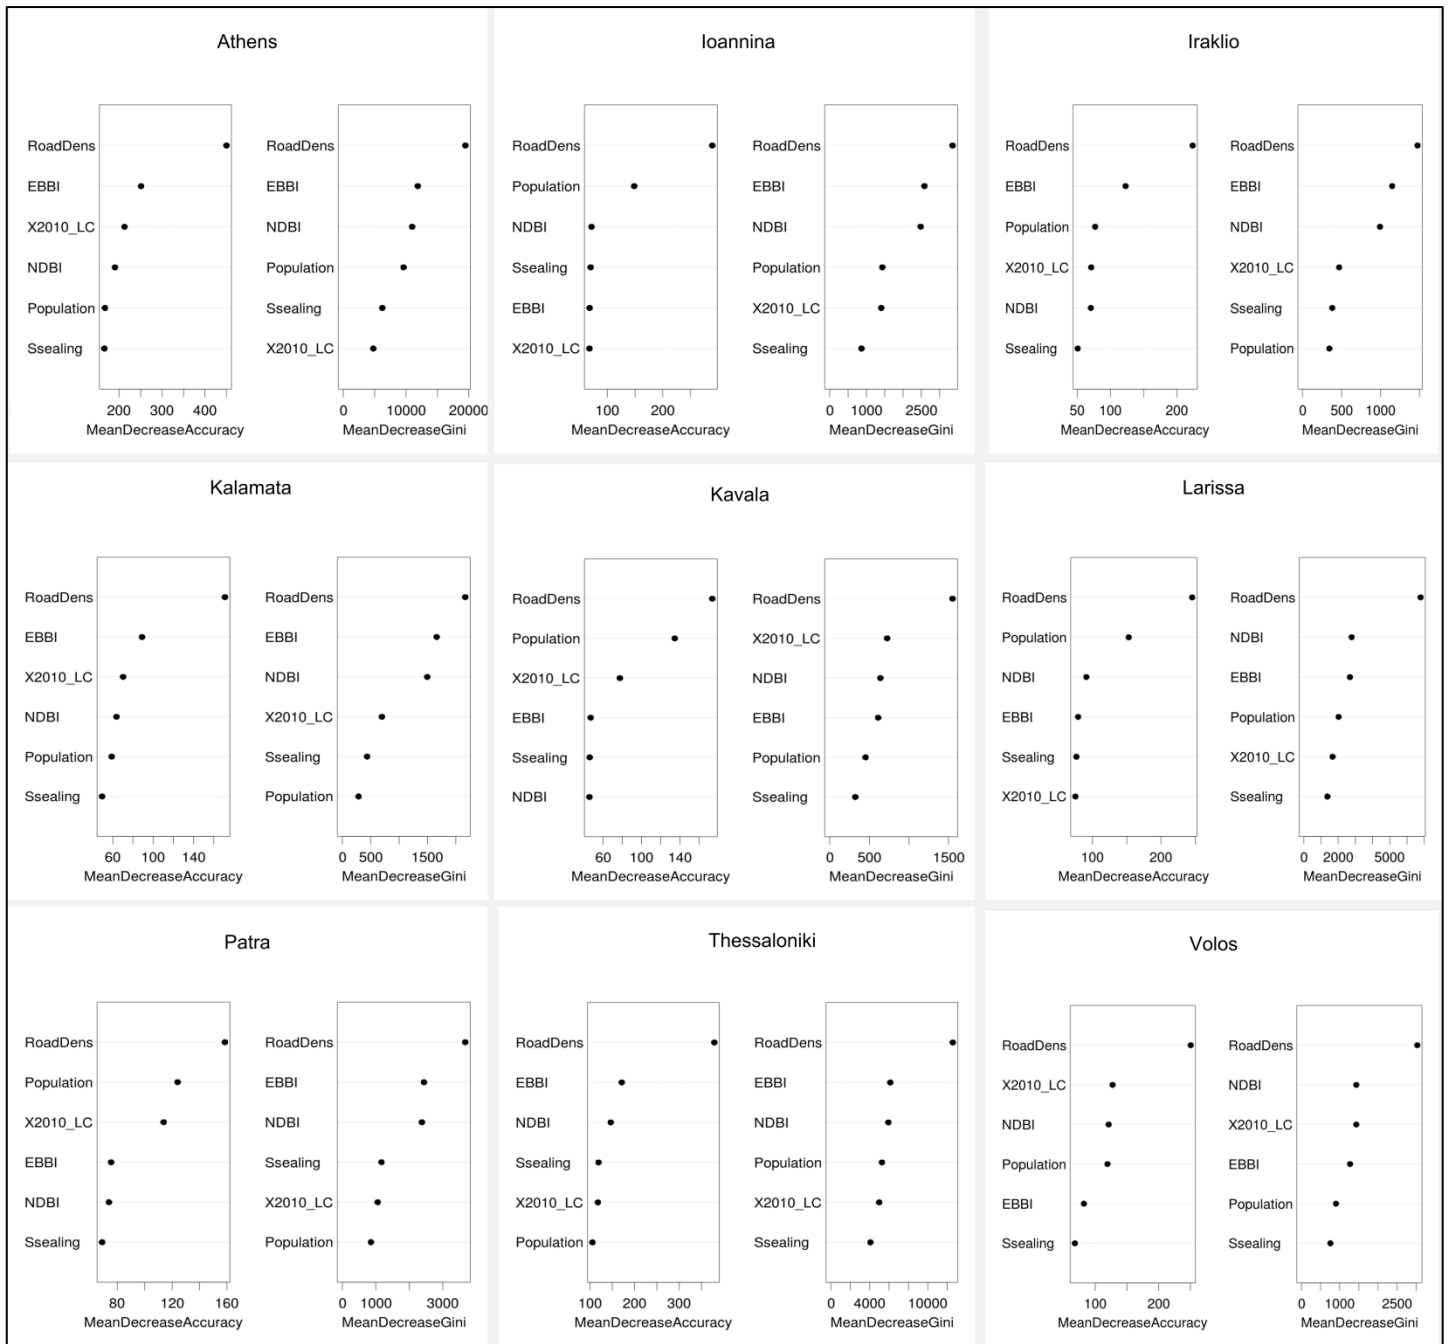 Athens
RoadDens
EBBI
X2010_LC
NDBI
Population
Ssealing
200 300 400
MeanDecreaseAccuracy
RoadDens
EBBI
NDBI
Population
Ssealing
X2010_LC
0 10000 20000
MeanDecreaseGini
Ioannina
RoadDens
Population
NDBI
Ssealing
EBBI
X2010_LC
100 200
MeanDecreaseAccuracy
RoadDens
EBBI
NDBI
Population
X2010_LC
Ssealing
0 1000 2500
MeanDecreaseGini
Iraklio
RoadDens
EBBI
Population
X2010_LC
NDBI
Ssealing
50 100 200
MeanDecreaseAccuracy
RoadDens
EBBI
NDBI
X2010_LC
Ssealing
Population
0 500 1000
MeanDecreaseGini
Kalamata
RoadDens
EBBI
X2010_LC
NDBI
Population
Ssealing
60 100 140
MeanDecreaseAccuracy
RoadDens
EBBI
NDBI
X2010_LC
Ssealing
Population
0 500 1500
MeanDecreaseGini
Kavala
RoadDens
Population
X2010_LC
EBBI
Ssealing
NDBI
60 100 140
MeanDecreaseAccuracy
RoadDens
X2010_LC
NDBI
EBBI
Population
Ssealing
0 500 1500
MeanDecreaseGini
Larissa
RoadDens
Population
NDBI
EBBI
Ssealing
X2010_LC
100 200
MeanDecreaseAccuracy
RoadDens
NDBI
EBBI
Population
X2010_LC
Ssealing
0 2000 5000
MeanDecreaseGini
Patra
RoadDens
Population
X2010_LC
EBBI
NDBI
Ssealing
80 120 160
MeanDecreaseAccuracy
RoadDens
EBBI
NDBI
Ssealing
X2010_LC
Population
0 1000 3000
MeanDecreaseGini
Thessaloniki
RoadDens
EBBI
NDBI
Ssealing
X2010_LC
Population
100 200 300
MeanDecreaseAccuracy
RoadDens
EBBI
NDBI
Population
X2010_LC
Ssealing
0 4000 10000
MeanDecreaseGini
Volos
RoadDens
X2010_LC
NDBI
Population
EBBI
Ssealing
100 200
MeanDecreaseAccuracy
RoadDens
NDBI
X2010_LC
EBBI
Population
Ssealing
0 1000 2500
MeanDecreaseGini